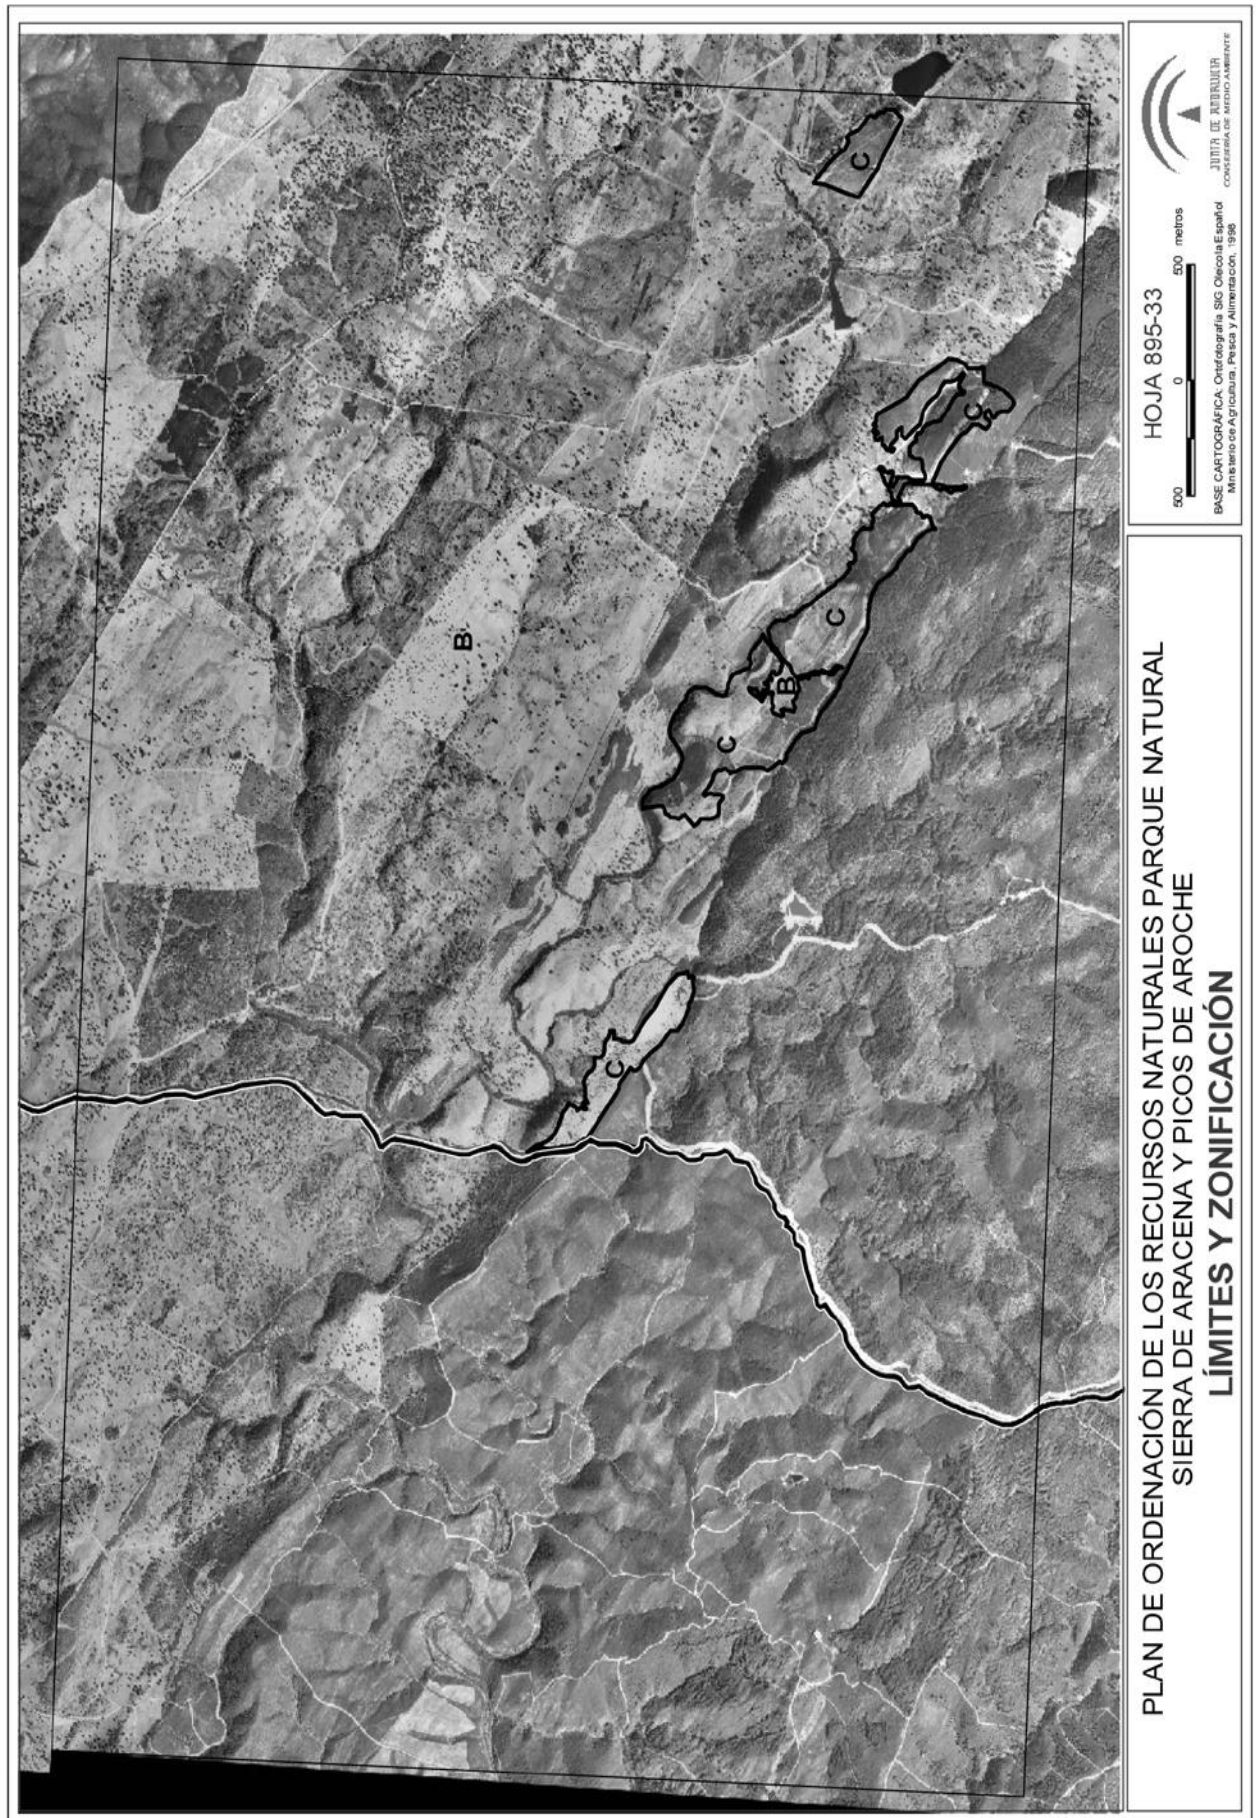 B
C
C
B
C
C
C
PLAN DE ORDENACIÓN DE LOS RECURSOS NATURALES PARQUE NATURAL
SIERRA DE ARACENA Y PICOS DE AROCHE
LÍMITES Y ZONIFICACIÓN
HOJA 895-33
500 0 500 metros
BASE CARTOGRÁFICA: Ortofotografía SIG Oleícola Español
Ministerio de Agricultura, Pesca y Alimentación, 1998
JUNTA DE ANDALUCIA
CONSEJERÍA DE MEDIO AMBIENTE